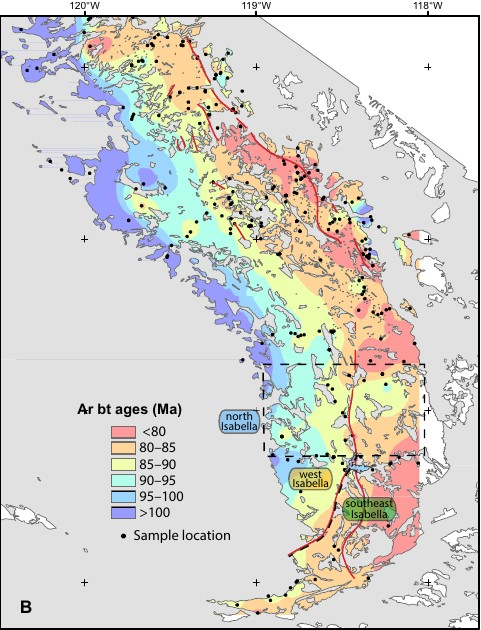 120°W 119°W 118°W
north
Isabella
Ar bt ages (Ma)
<80
80–85
85–90
90–95
95–100
>100
Sample location
west
Isabella
southeast
Isabella
B